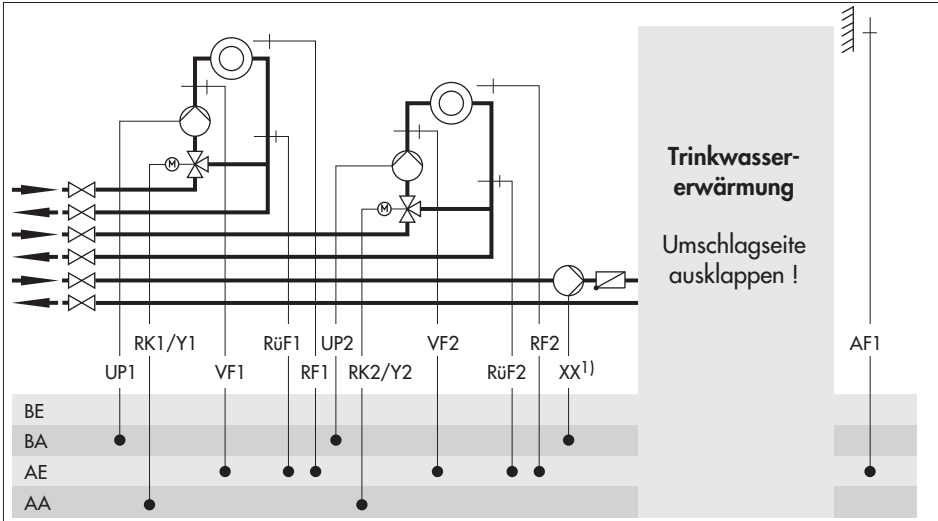 M
M
Trinkwasser-
erwärmung
Umschlagseite
ausklappen !
RK1/Y1 RüF1 UP2 VF2 RF2 AF1
UP1 VF1 RF1 RK2/Y2 RüF2 XX1)
BE
BA
AE
AA